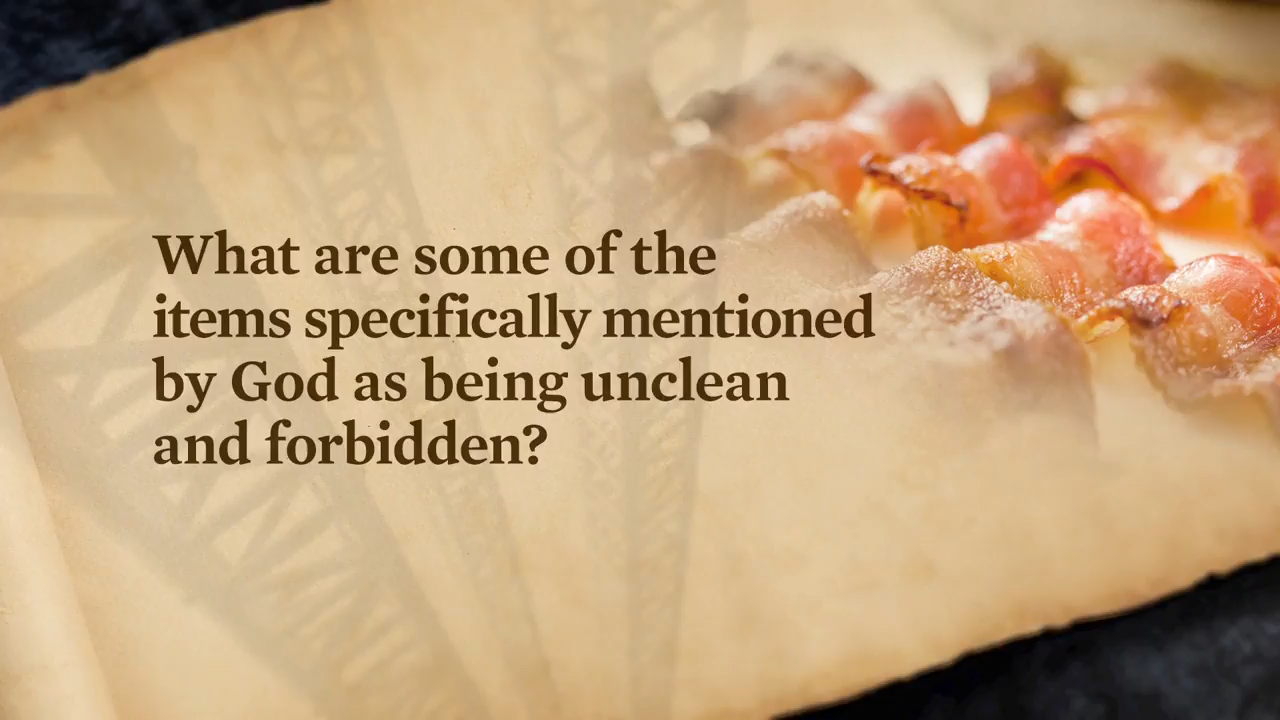 What are some of the
items specifically mentioned
by God as being unclean
and forbidden?